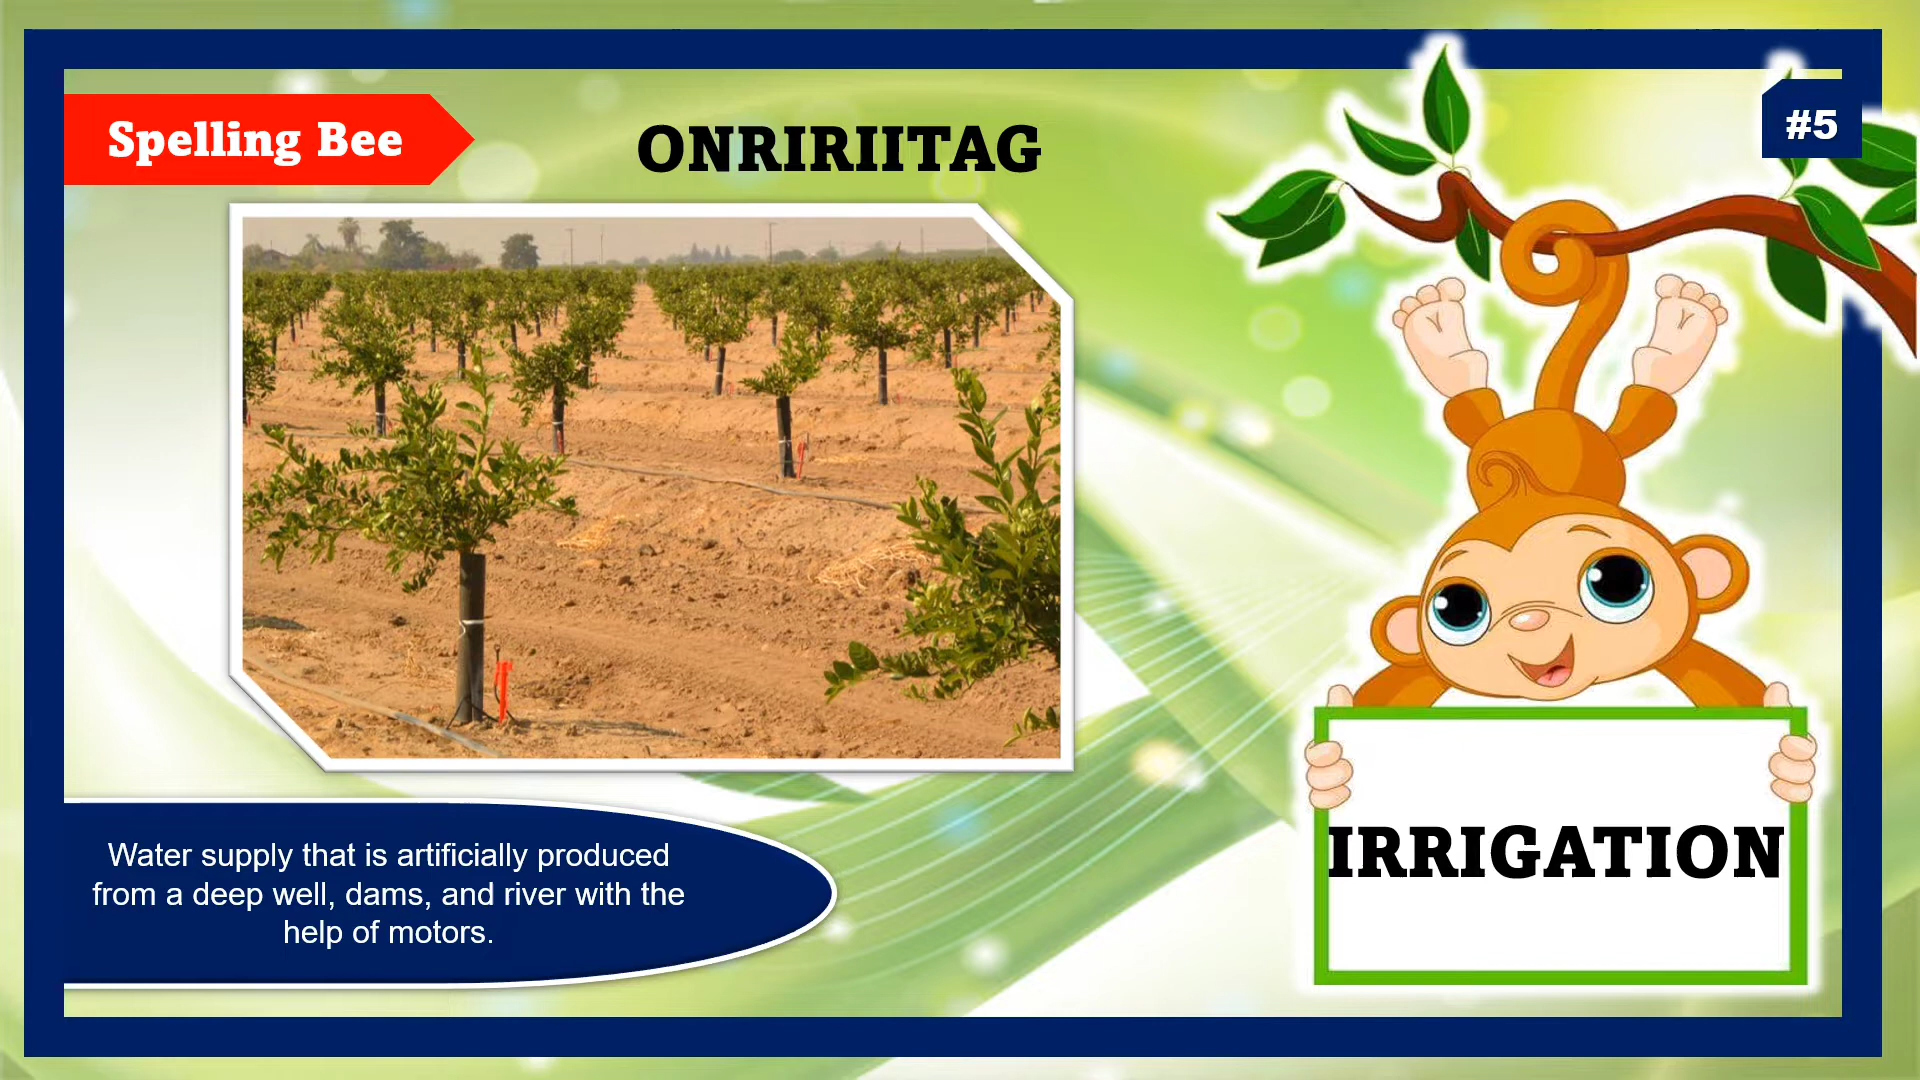 Spelling Bee
ONRIRIITAG
#5
Water supply that is artificially produced
from a deep well, dams, and river with the
help of motors.
IRRIGATION